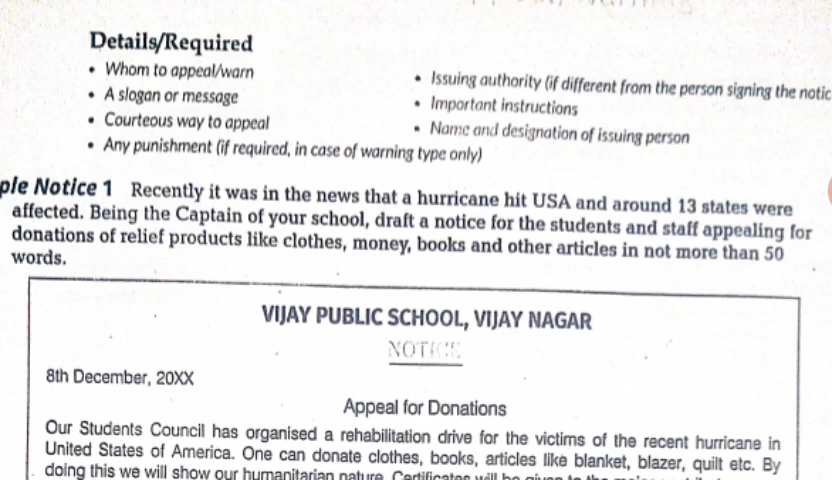 Details/Required
• Whom to appeal/warn
• A slogan or message
• Courteous way to appeal
• Any punishment (if required, in case of warning type only)
• Issuing authority (if different from the person signing the notic
• Important instructions
• Name and designation of issuing person
ple Notice 1 Recently it was in the news that a hurricane hit USA and around 13 states were
affected. Being the Captain of your school, draft a notice for the students and staff appealing for
donations of relief products like clothes, money, books and other articles in not more than 50
words.
VIJAY PUBLIC SCHOOL, VIJAY NAGAR
NOTICE
8th December, 20XX
Appeal for Donations
Our Students Council has organised a rehabilitation drive for the victims of the recent hurricane in
United States of America. One can donate clothes, books, articles like blanket, blazer, quilt etc. By
doing this we will show our humanitarian nature. Certificates will be given to the